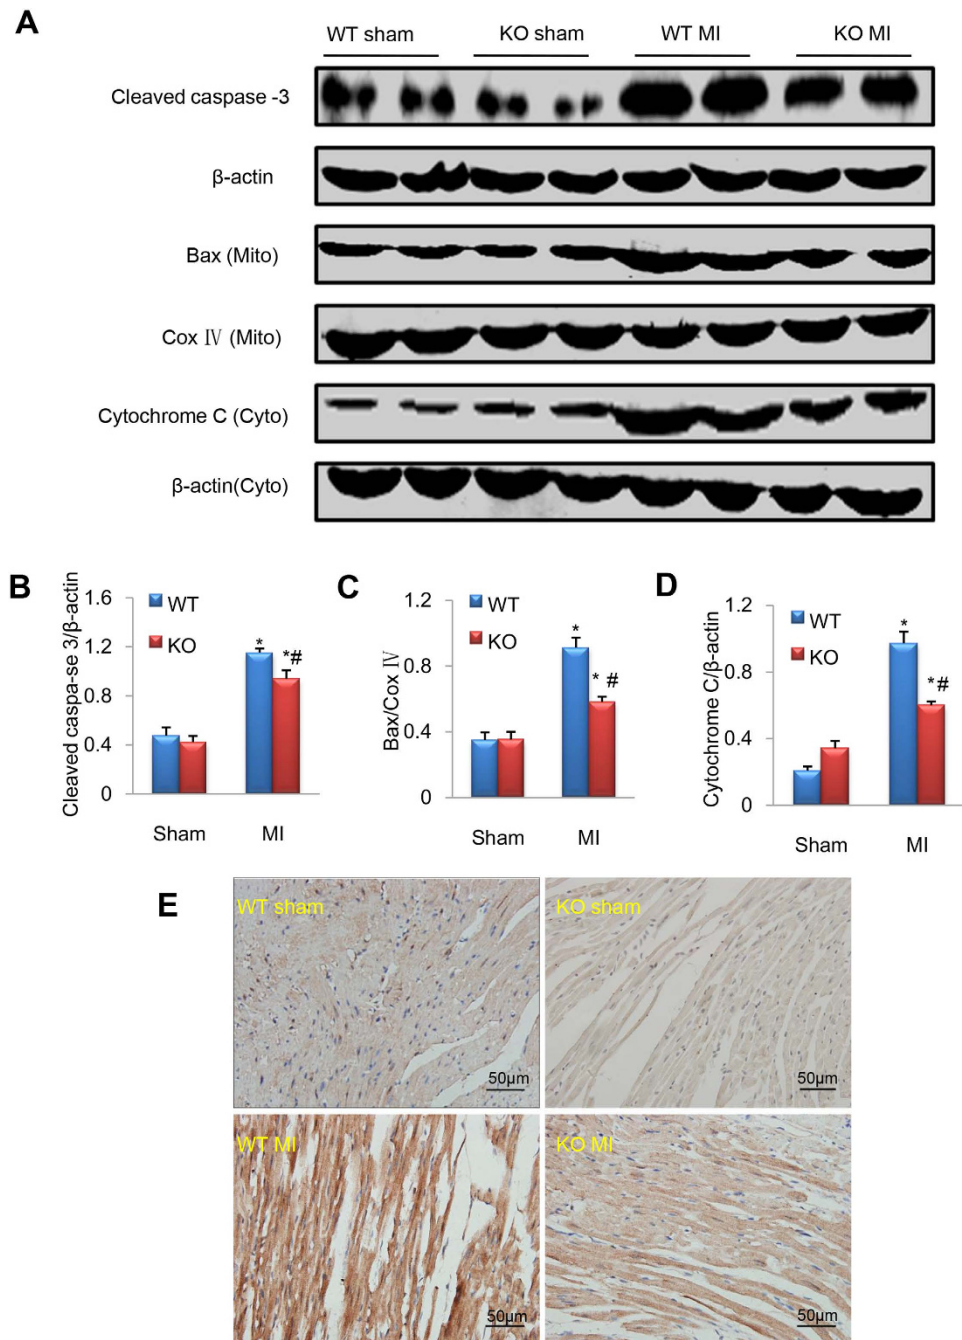 A
WT sham KO sham WT MI KO MI
Cleaved caspase -3
β-actin
Bax (Mito)
Cox Ⅳ (Mito)
Cytochrome C (Cyto)
β-actin(Cyto)
B
Cleaved caspa-se 3/β-actin
1.6
1.2
0.8
0.4
0
WT
KO
*
*#
Sham MI
C
Bax/Cox Ⅳ
1.2
0.8
0.4
0
WT
KO
*
* #
Sham MI
D
Cytochrome C/β-actin
1.2
0.8
0.4
0
WT
KO
*
*#
Sham MI
E
WT sham
50µm
KO sham
50µm
WT MI
50µm
KO MI
50µm